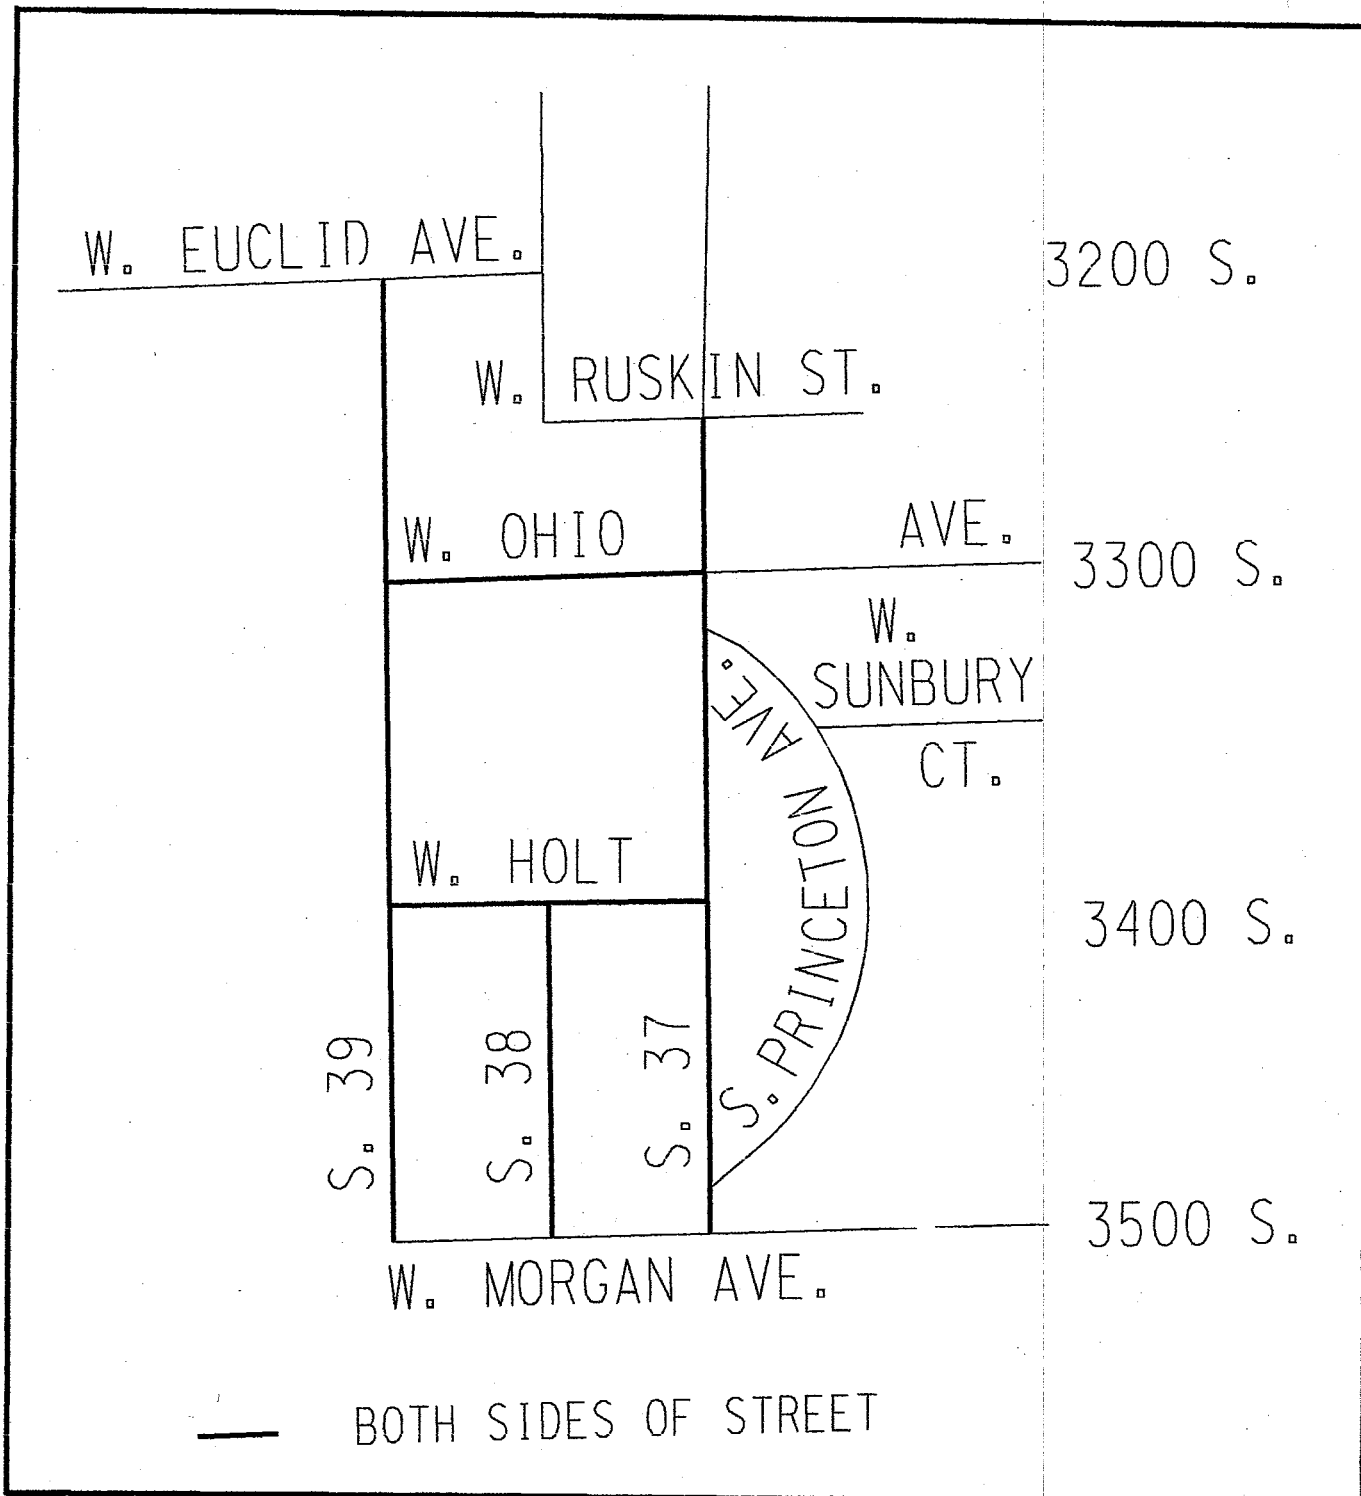 W. EUCLID AVE.
3200 S.
W. RUSKIN ST.
W. OHIO AVE.
3300 S.
W.
SUNBURY
CT.
S. PRINCETON AVE.
W. HOLT
3400 S.
S. 39
S. 38
S. 37
3500 S.
W. MORGAN AVE.
BOTH SIDES OF STREET